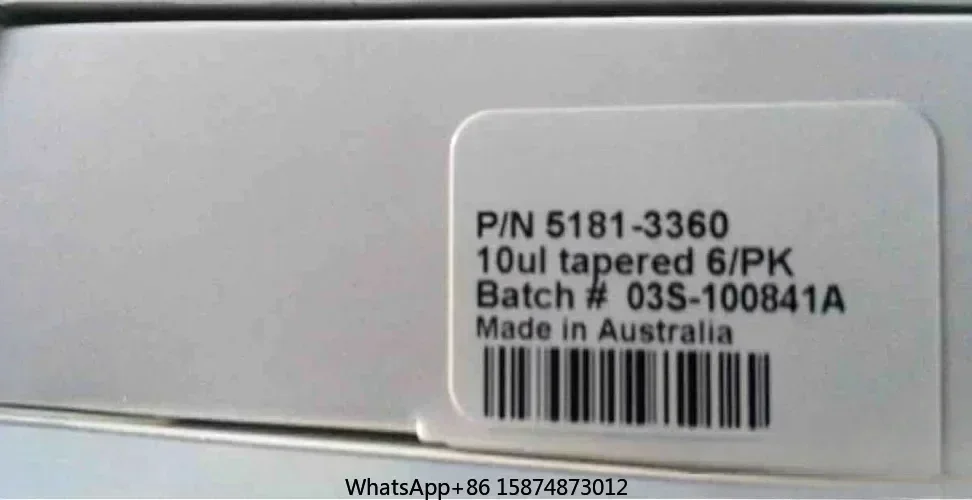 P/N 5181-3360
10ul tapered 6/PK
Batch # 03S-100841A
Made in Australia
WhatsApp+86 15874873012